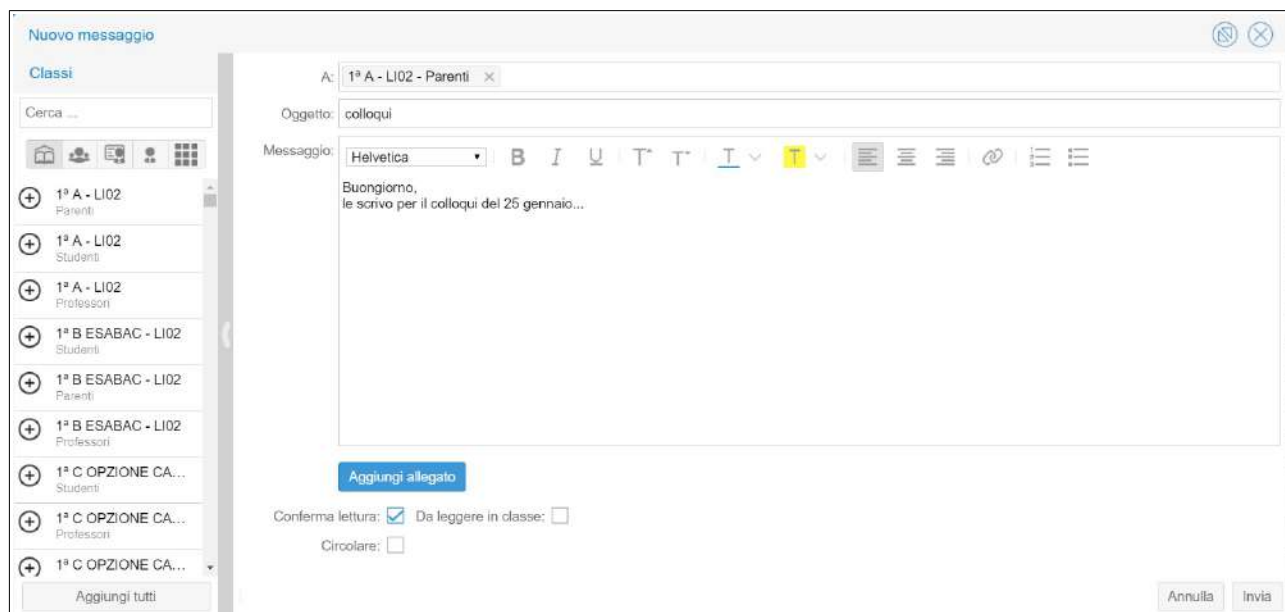 Nuovo messaggio
Classi
Cerca ...
1ª A - LI02
Parenti
1ª A - LI02
Studenti
1ª A - LI02
Professori
1ª B ESABAC - LI02
Studenti
1ª B ESABAC - LI02
Parenti
1ª B ESABAC - LI02
Professori
1ª C OPZIONE CA...
Studenti
1ª C OPZIONE CA...
Professori
1ª C OPZIONE CA...
Aggiungi tutti
A: 1ª A - LI02 - Parenti ×
Oggetto: colloqui
Messaggio: Helvetica B I U T T T T
Buongiorno,
le scrivo per il colloqui del 25 gennaio...
Aggiungi allegato
Conferma lettura: Da leggere in classe:
Circolare:
Annulla Invia